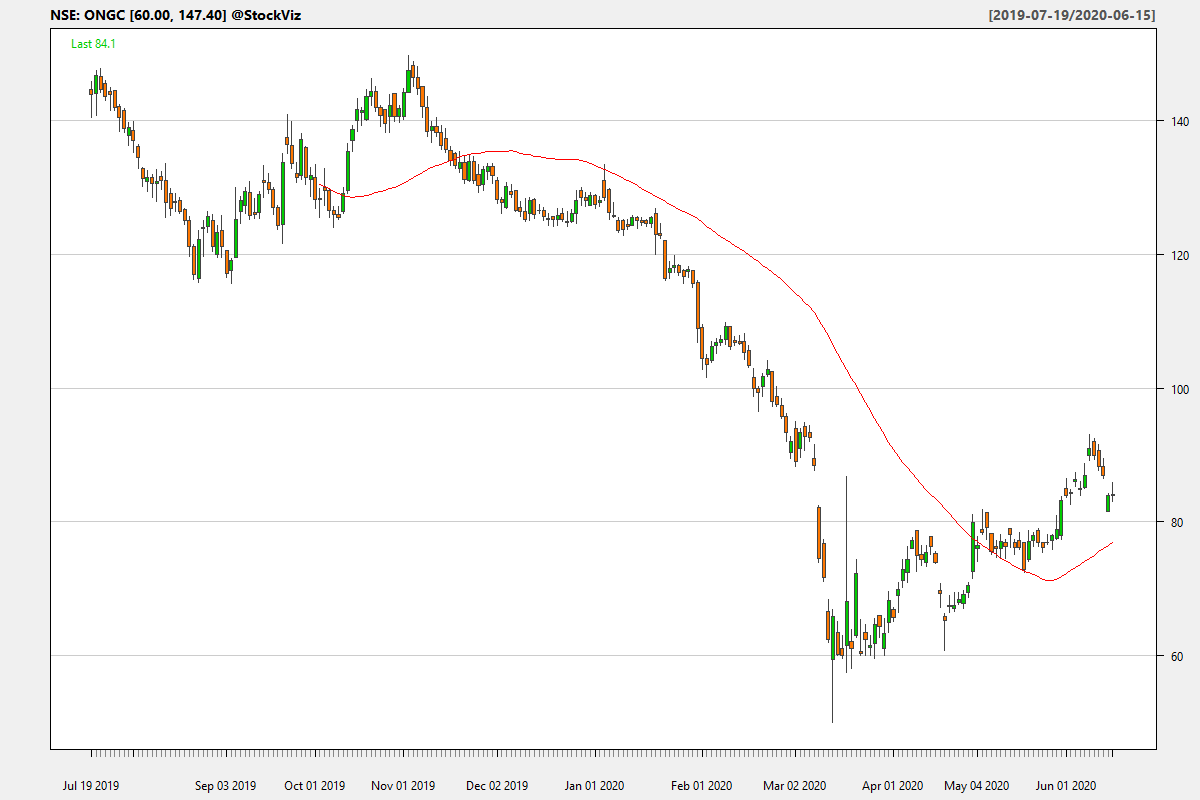 NSE: ONGC [60.00, 147.40] @StockViz
[2019-07-19/2020-06-15]
Last 84.1
140
120
100
80
60
Jul 19 2019 Sep 03 2019 Oct 01 2019 Nov 01 2019 Dec 02 2019 Jan 01 2020 Feb 01 2020 Mar 02 2020 Apr 01 2020 May 04 2020 Jun 01 2020